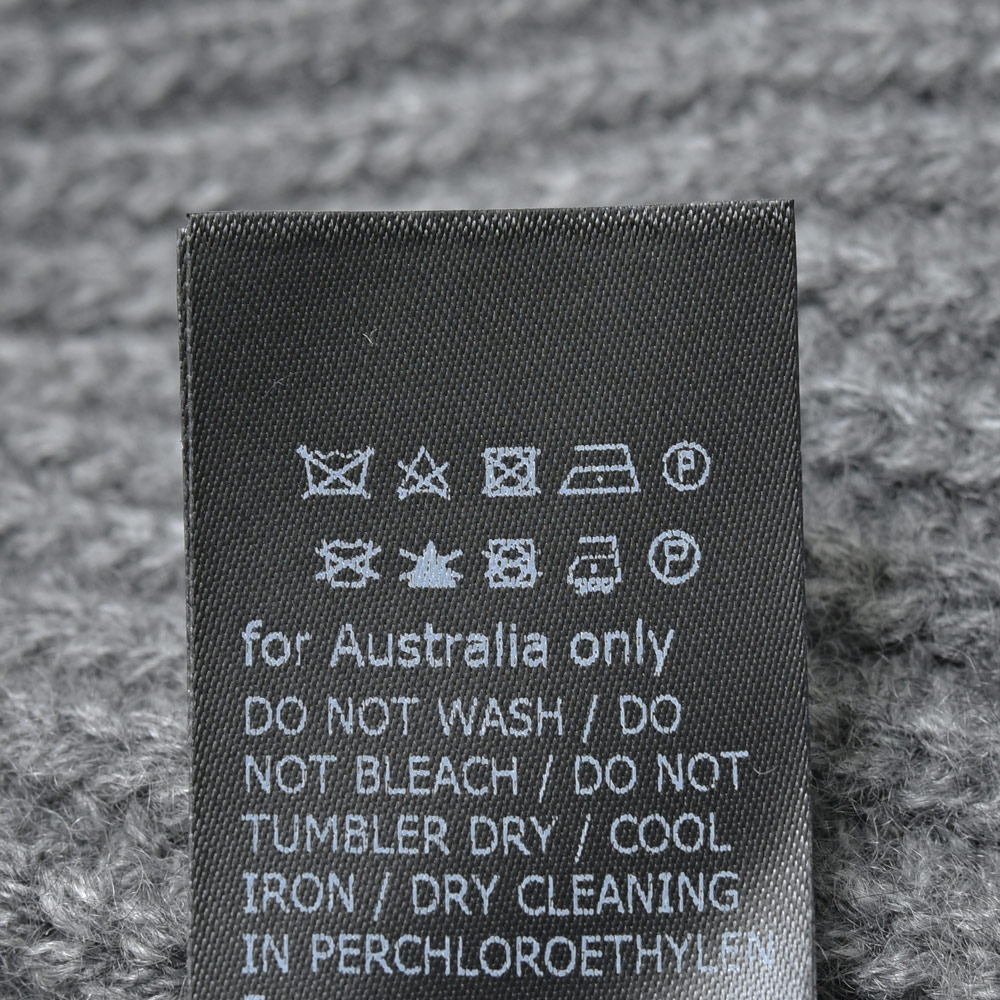 P
P
for Australia only
DO NOT WASH / DO
NOT BLEACH / DO NOT
TUMBLER DRY / COOL
IRON / DRY CLEANING
IN PERCHLOROETHYLEN